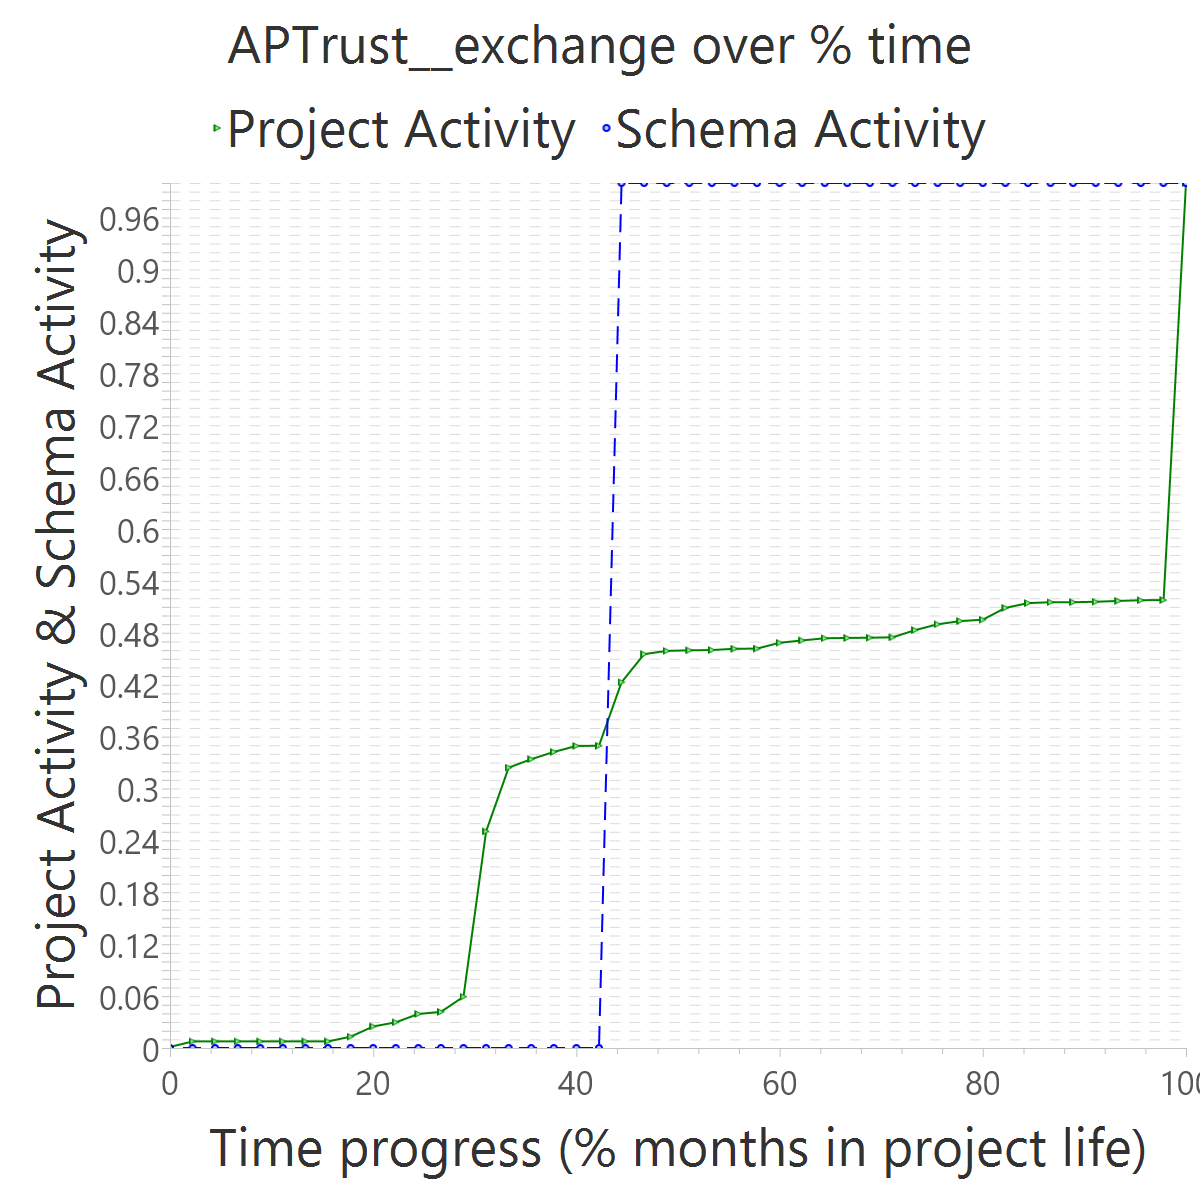 APTrust__exchange over % time
Project Activity
Schema Activity
Project Activity & Schema Activity
0.96
0.9
0.84
0.78
0.72
0.66
0.6
0.54
0.48
0.42
0.36
0.3
0.24
0.18
0.12
0.06
0
0 20 40 60 80 100
Time progress (% months in project life)